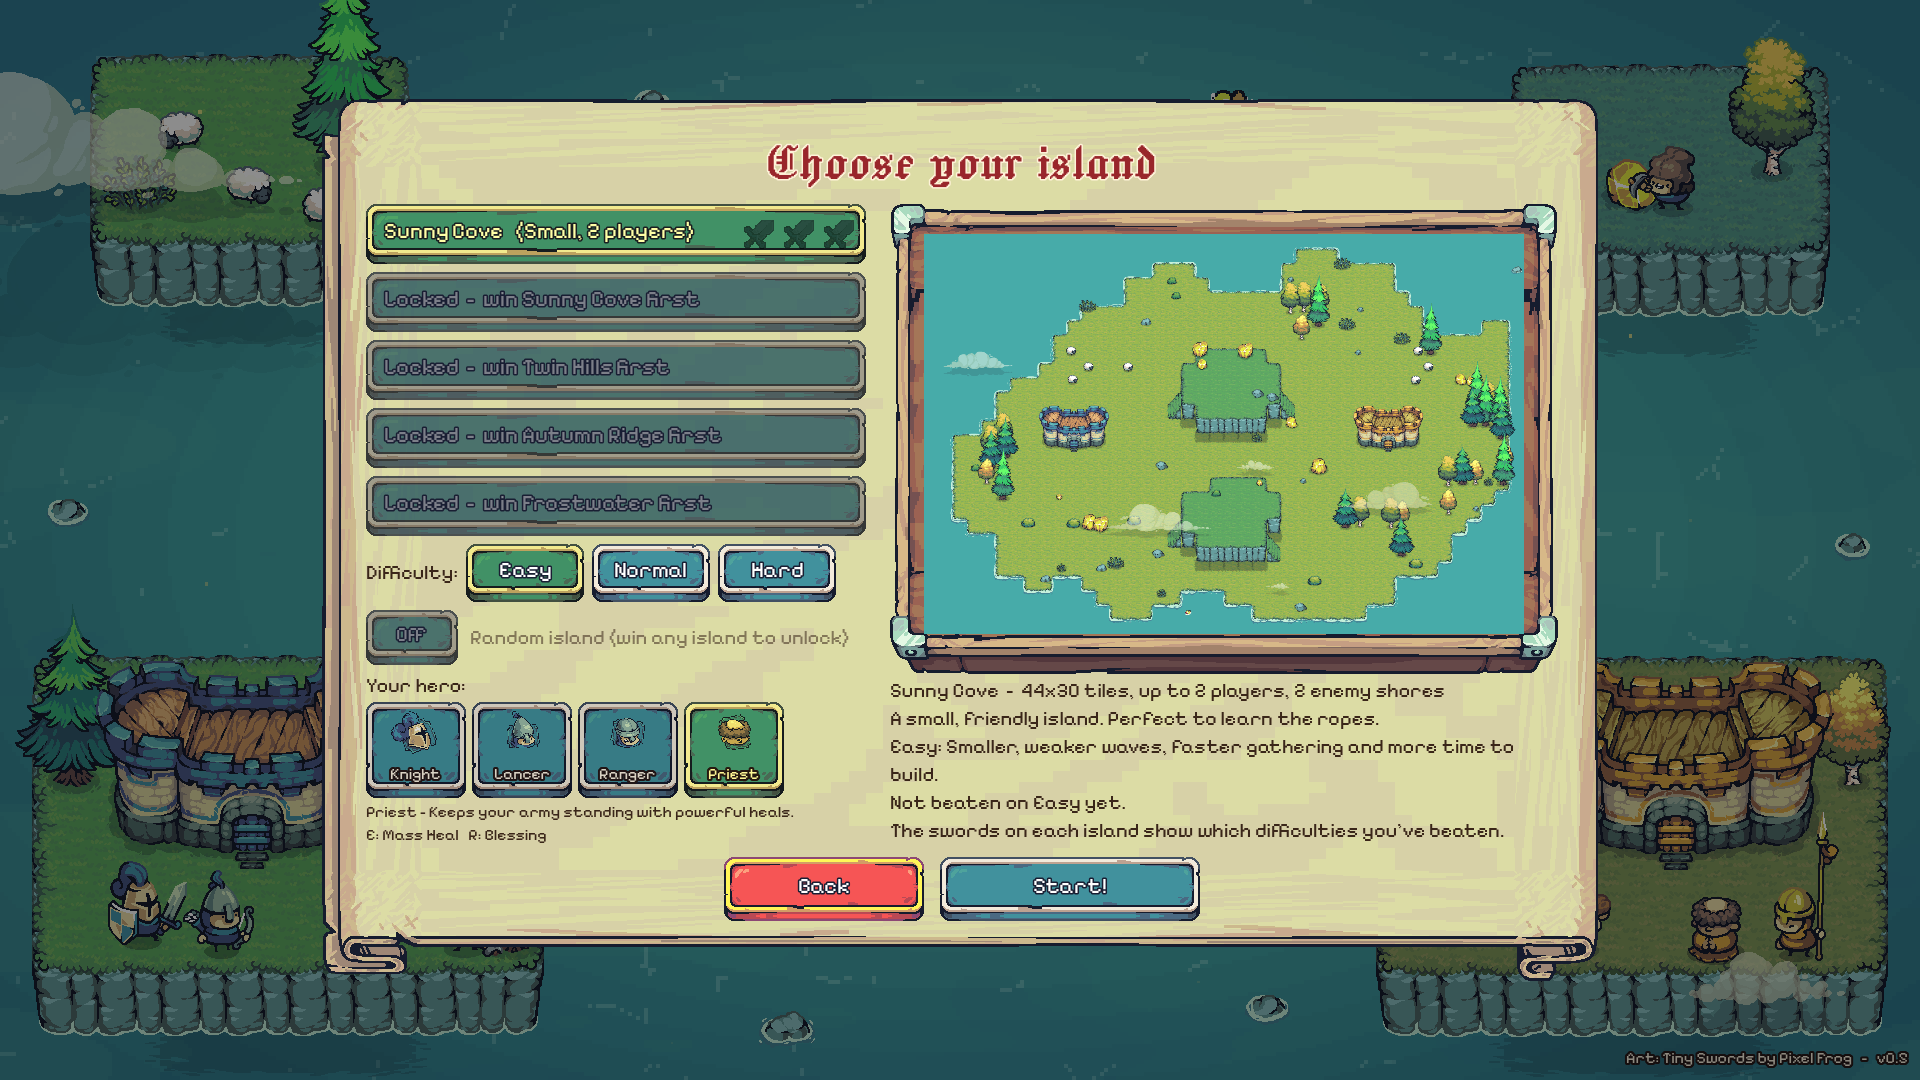 Choose your island
Sunny Cove (Small, 2 players)
Locked - win Sunny Cove first
Locked - win Twin Hills first
Locked - win Autumn Ridge first
Locked - win Frostwater first
Difficulty:
Easy
Normal
Hard
Off
Random island (win any island to unlock)
Your hero:
Knight
Lancer
Ranger
Priest
Priest - Keeps your army standing with powerful heals.
E: Mass Heal  R: Blessing
Sunny Cove - 44x30 tiles, up to 2 players, 2 enemy shores
A small, friendly island. Perfect to learn the ropes.
Easy: Smaller, weaker waves, faster gathering and more time to
build.
Not beaten on Easy yet.
The swords on each island show which difficulties you've beaten.
Back
Start!
Art: Tiny Swords by Pixel Frog - v0.8